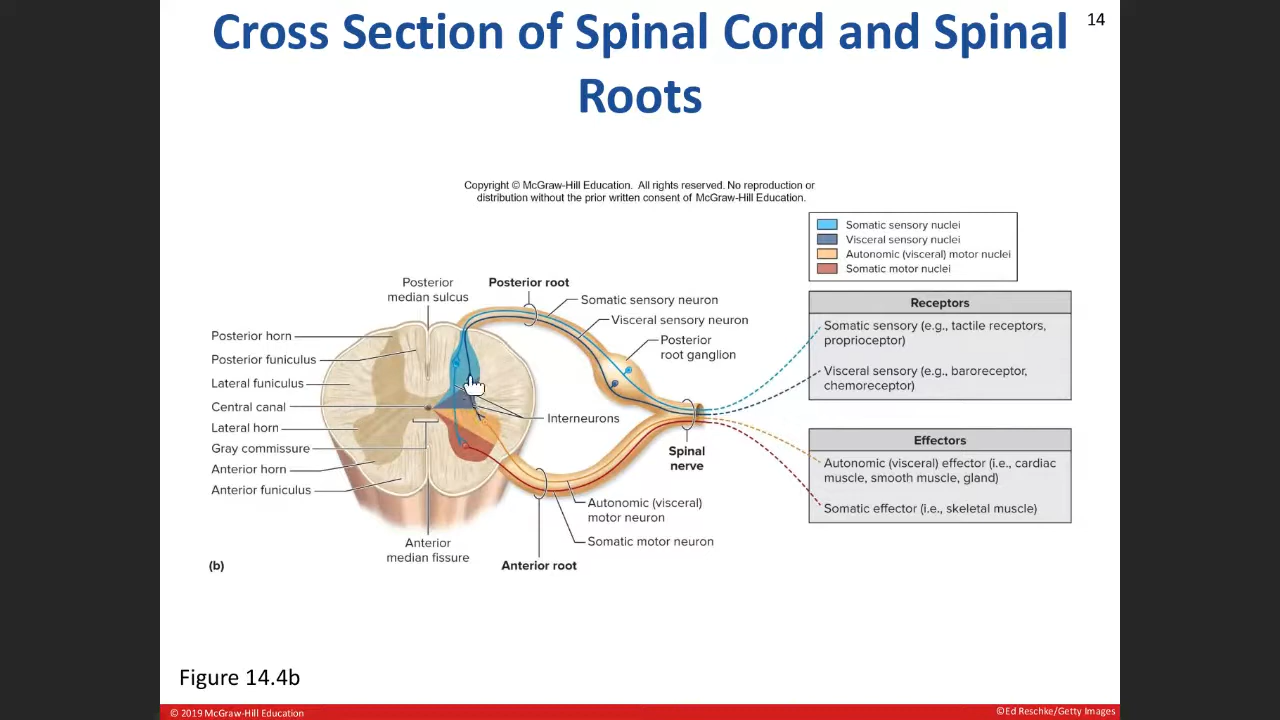 Cross Section of Spinal Cord and Spinal
Roots
14
Copyright © McGraw-Hill Education. All rights reserved. No reproduction or
distribution without the prior written consent of McGraw-Hill Education.
Somatic sensory nuclei
Visceral sensory nuclei
Autonomic (visceral) motor nuclei
Somatic motor nuclei
Posterior
median sulcus
Posterior root
Somatic sensory neuron
Visceral sensory neuron
Posterior
root ganglion
Posterior horn
Posterior funiculus
Lateral funiculus
Central canal
Lateral horn
Gray commissure
Anterior horn
Anterior funiculus
Interneurons
Spinal
nerve
Autonomic (visceral)
motor neuron
Somatic motor neuron
Anterior
median fissure
Anterior root
Receptors
Somatic sensory (e.g., tactile receptors,
proprioceptor)
Visceral sensory (e.g., baroreceptor,
chemoreceptor)
Effectors
Autonomic (visceral) effector (i.e., cardiac
muscle, smooth muscle, gland)
Somatic effector (i.e., skeletal muscle)
(b)
Figure 14.4b
© 2019 McGraw-Hill Education
©Ed Reschke/Getty Images